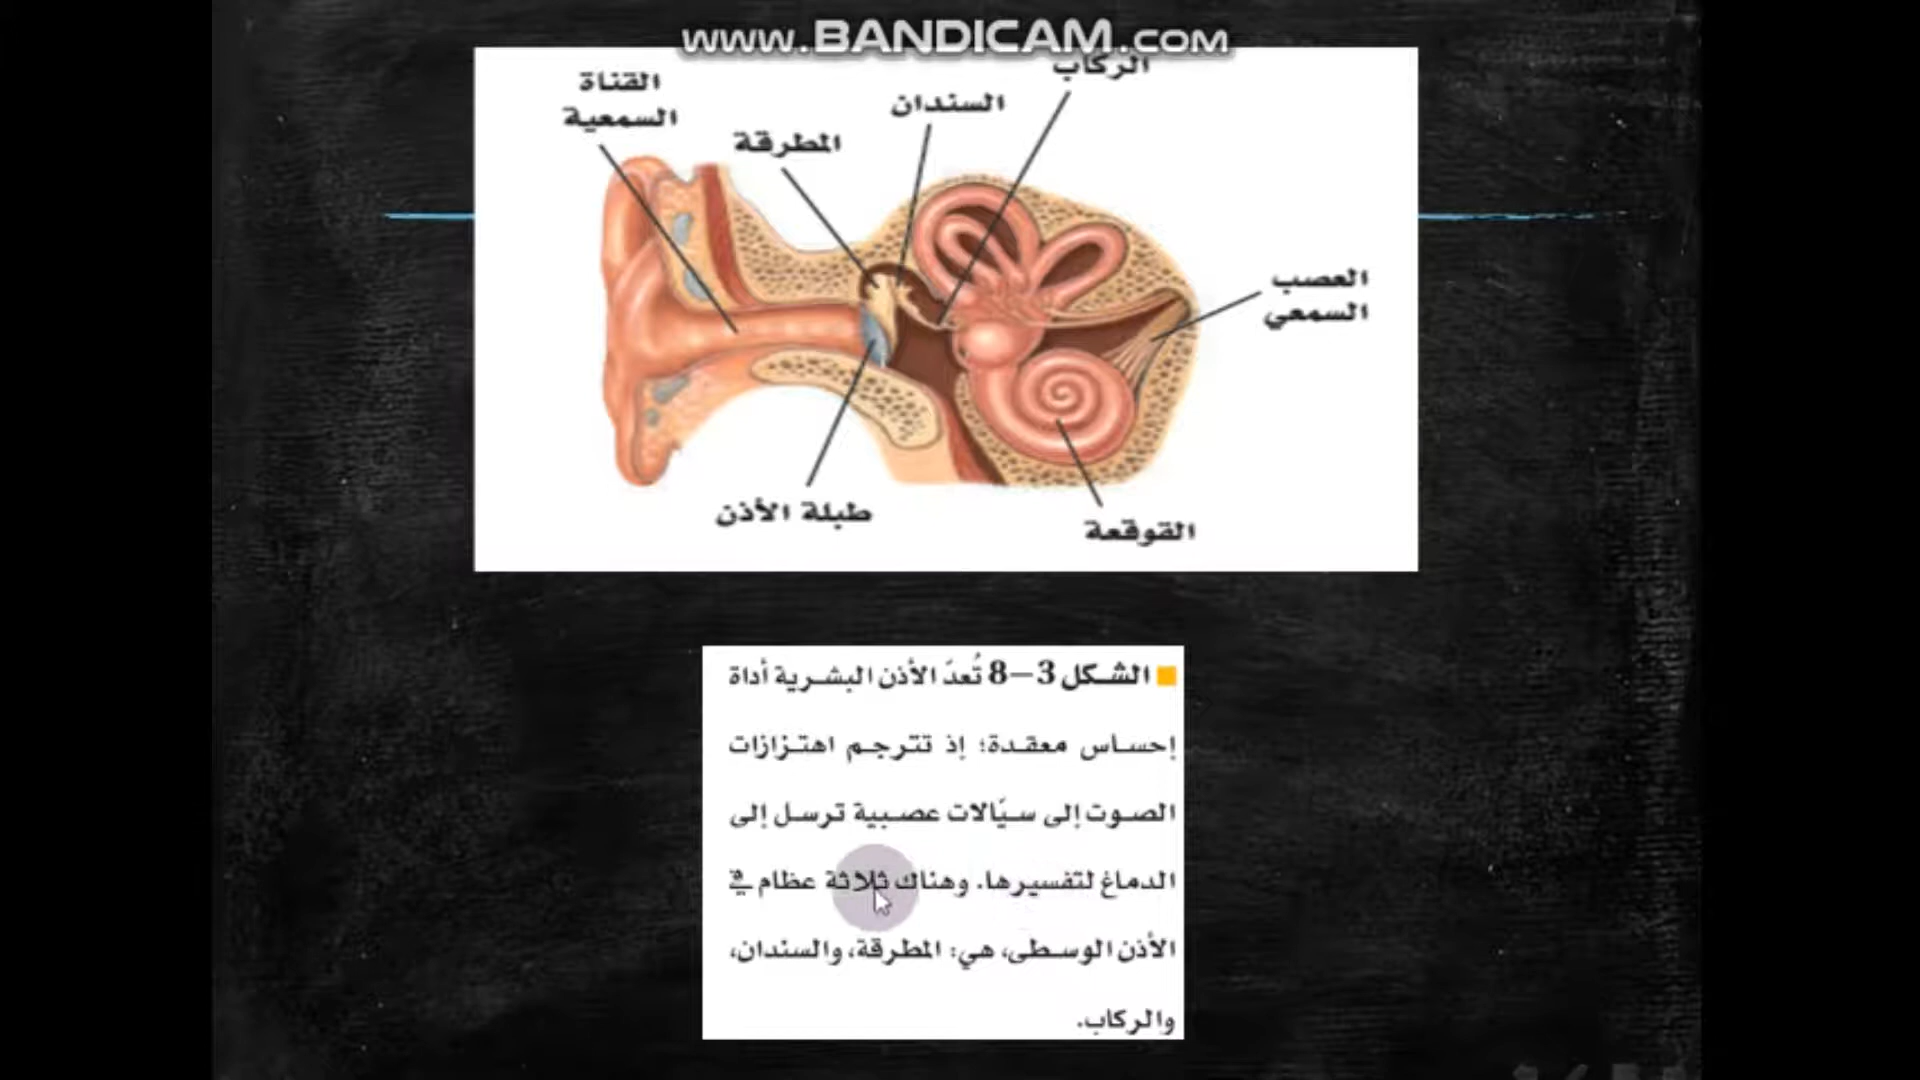 www.BANDICAM.com
الركاب
القناة
السمعية
السندان
المطرقة
العصب
السمعي
طبلة الأذن
القوقعة
الشكل 3–8 تُعدّ الأذن البشرية أداة
إحساس معقدة؛ إذ تترجم اهتزازات
الصوت إلى سيّالات عصبية ترسل إلى
الدماغ لتفسيرها. وهناك ثلاثة عظام في
الأذن الوسطى، هي: المطرقة، والسندان،
والركاب.